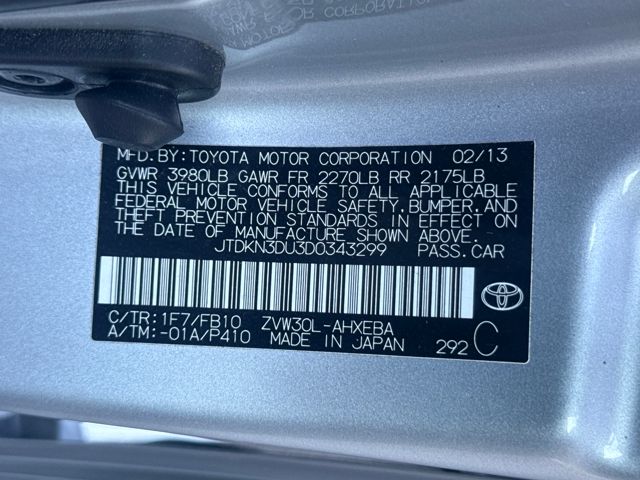 MFD.BY:TOYOTA MOTOR CORPORATION 02/13
GVWR 3980LB GAWR FR 2270LB RR 2175LB
THIS VEHICLE CONFORMS TO ALL APPLICABLE
FEDERAL MOTOR VEHICLE SAFETY, BUMPER, AND
THEFT PREVENTION STANDARDS IN EFFECT ON
THE DATE OF MANUFACTURE SHOWN ABOVE.
JTDKN3DU3D0343299 PASS.CAR
C/TR:1F7/FB10 ZVW30L-AHXEBA
A/TM:-01A/P410 MADE IN JAPAN 292 C